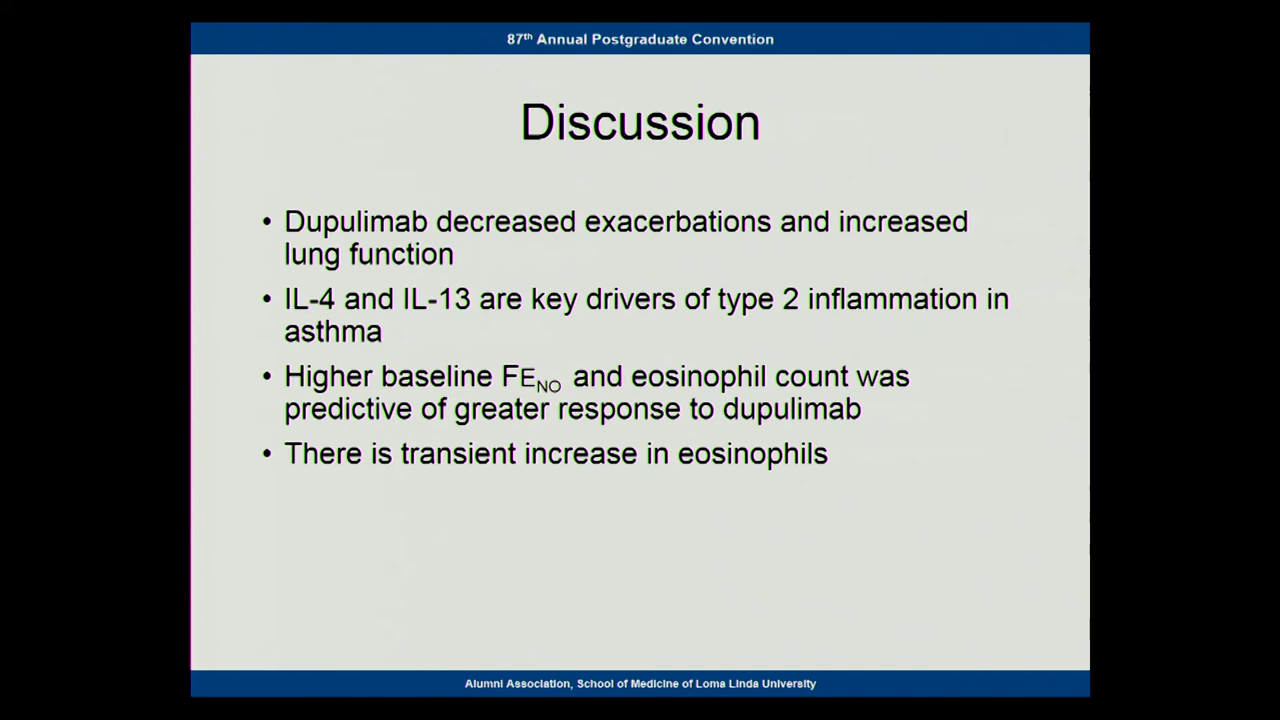 87th Annual Postgraduate Convention
Discussion
• Dupulimab decreased exacerbations and increased
lung function
• IL-4 and IL-13 are key drivers of type 2 inflammation in
asthma
• Higher baseline FENO and eosinophil count was
predictive of greater response to dupulimab
• There is transient increase in eosinophils
Alumni Association, School of Medicine of Loma Linda University